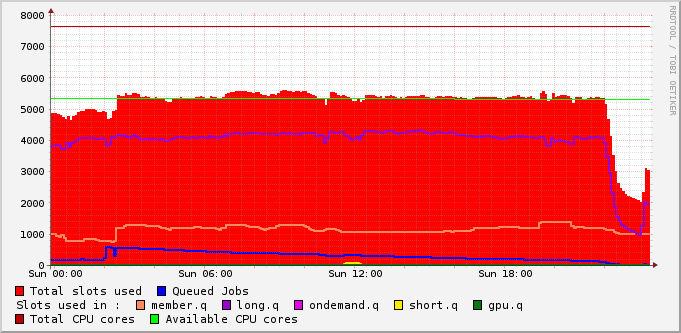 8000
7000
6000
5000
4000
3000
2000
1000
0
Sun 00:00 Sun 06:00 Sun 12:00 Sun 18:00
Total slots used Queued Jobs
Slots used in : member.q long.q ondemand.q short.q gpu.q
Total CPU cores Available CPU cores
RRDTOOL / TOBI OETIKER